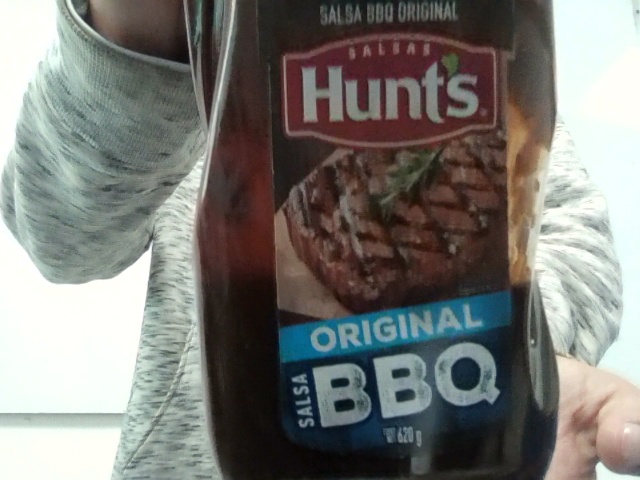 SALSA BBQ ORIGINAL
SALSAS
Hunt's
ORIGINAL
SALSA
BBQ
620 g